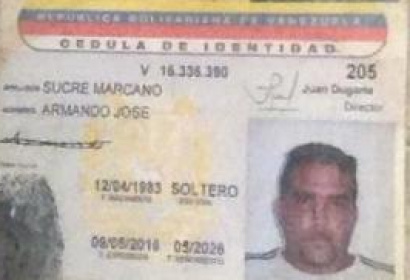 REPUBLICA BOLIVARIANA DE VENEZUELA
CEDULA DE IDENTIDAD
V 16.336.390 205
APELLIDOS SUCRE MARCANO Juan Dugarte
Director
NOMBRES ARMANDO JOSE
12/04/1983 SOLTERO
F. NACIMIENTO EDO CIVIL
09/05/2016 05/2026
F. EXPEDICION F. VENCIMIENTO